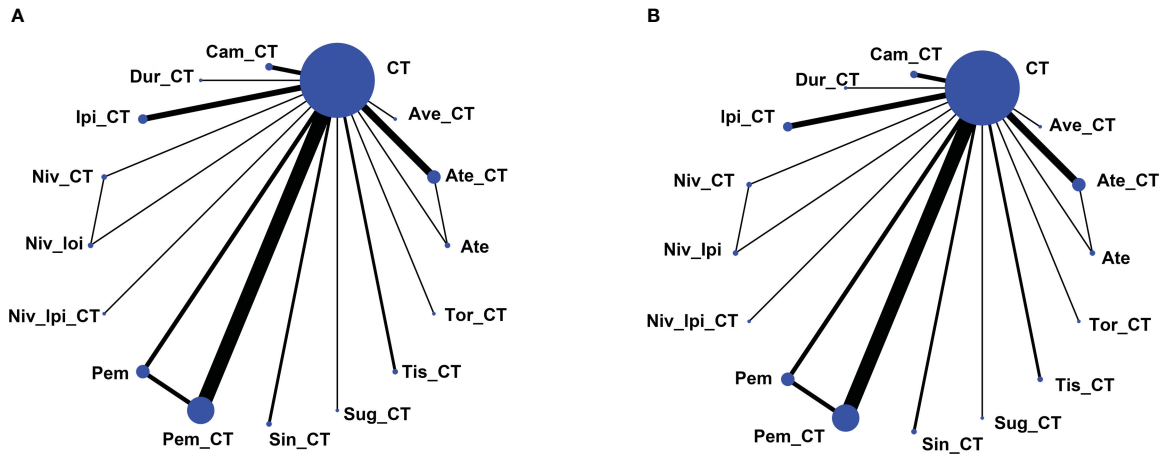 A
Cam_CT
CT
Dur_CT
Ipi_CT
Ave_CT
Niv_CT
Ate_CT
Niv_Ioi
Ate
Niv_Ipi_CT
Tor_CT
Pem
Tis_CT
Sug_CT
Pem_CT
Sin_CT
B
Cam_CT
CT
Dur_CT
Ipi_CT
Ave_CT
Niv_CT
Ate_CT
Niv_Ipi
Ate
Niv_Ipi_CT
Tor_CT
Pem
Tis_CT
Sug_CT
Pem_CT
Sin_CT